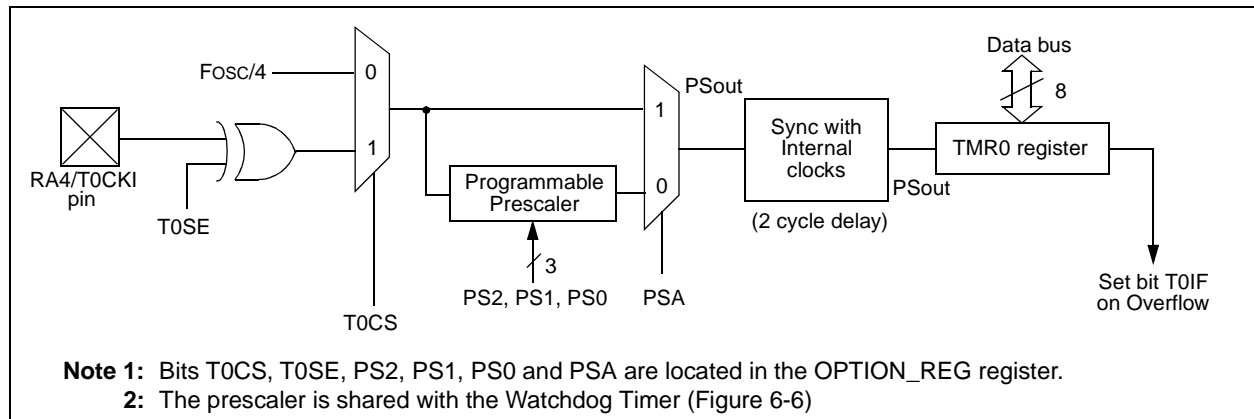 Data bus
8
FOSC/4
0
PSout
1
1
Sync with
Internal
clocks
TMR0 register
RA4/T0CKI
pin
Programmable
Prescaler
0
PSout
T0SE
(2 cycle delay)
3
PS2, PS1, PS0
PSA
Set bit T0IF
on Overflow
T0CS
Note 1: Bits T0CS, T0SE, PS2, PS1, PS0 and PSA are located in the OPTION_REG register.
2: The prescaler is shared with the Watchdog Timer (Figure 6-6)